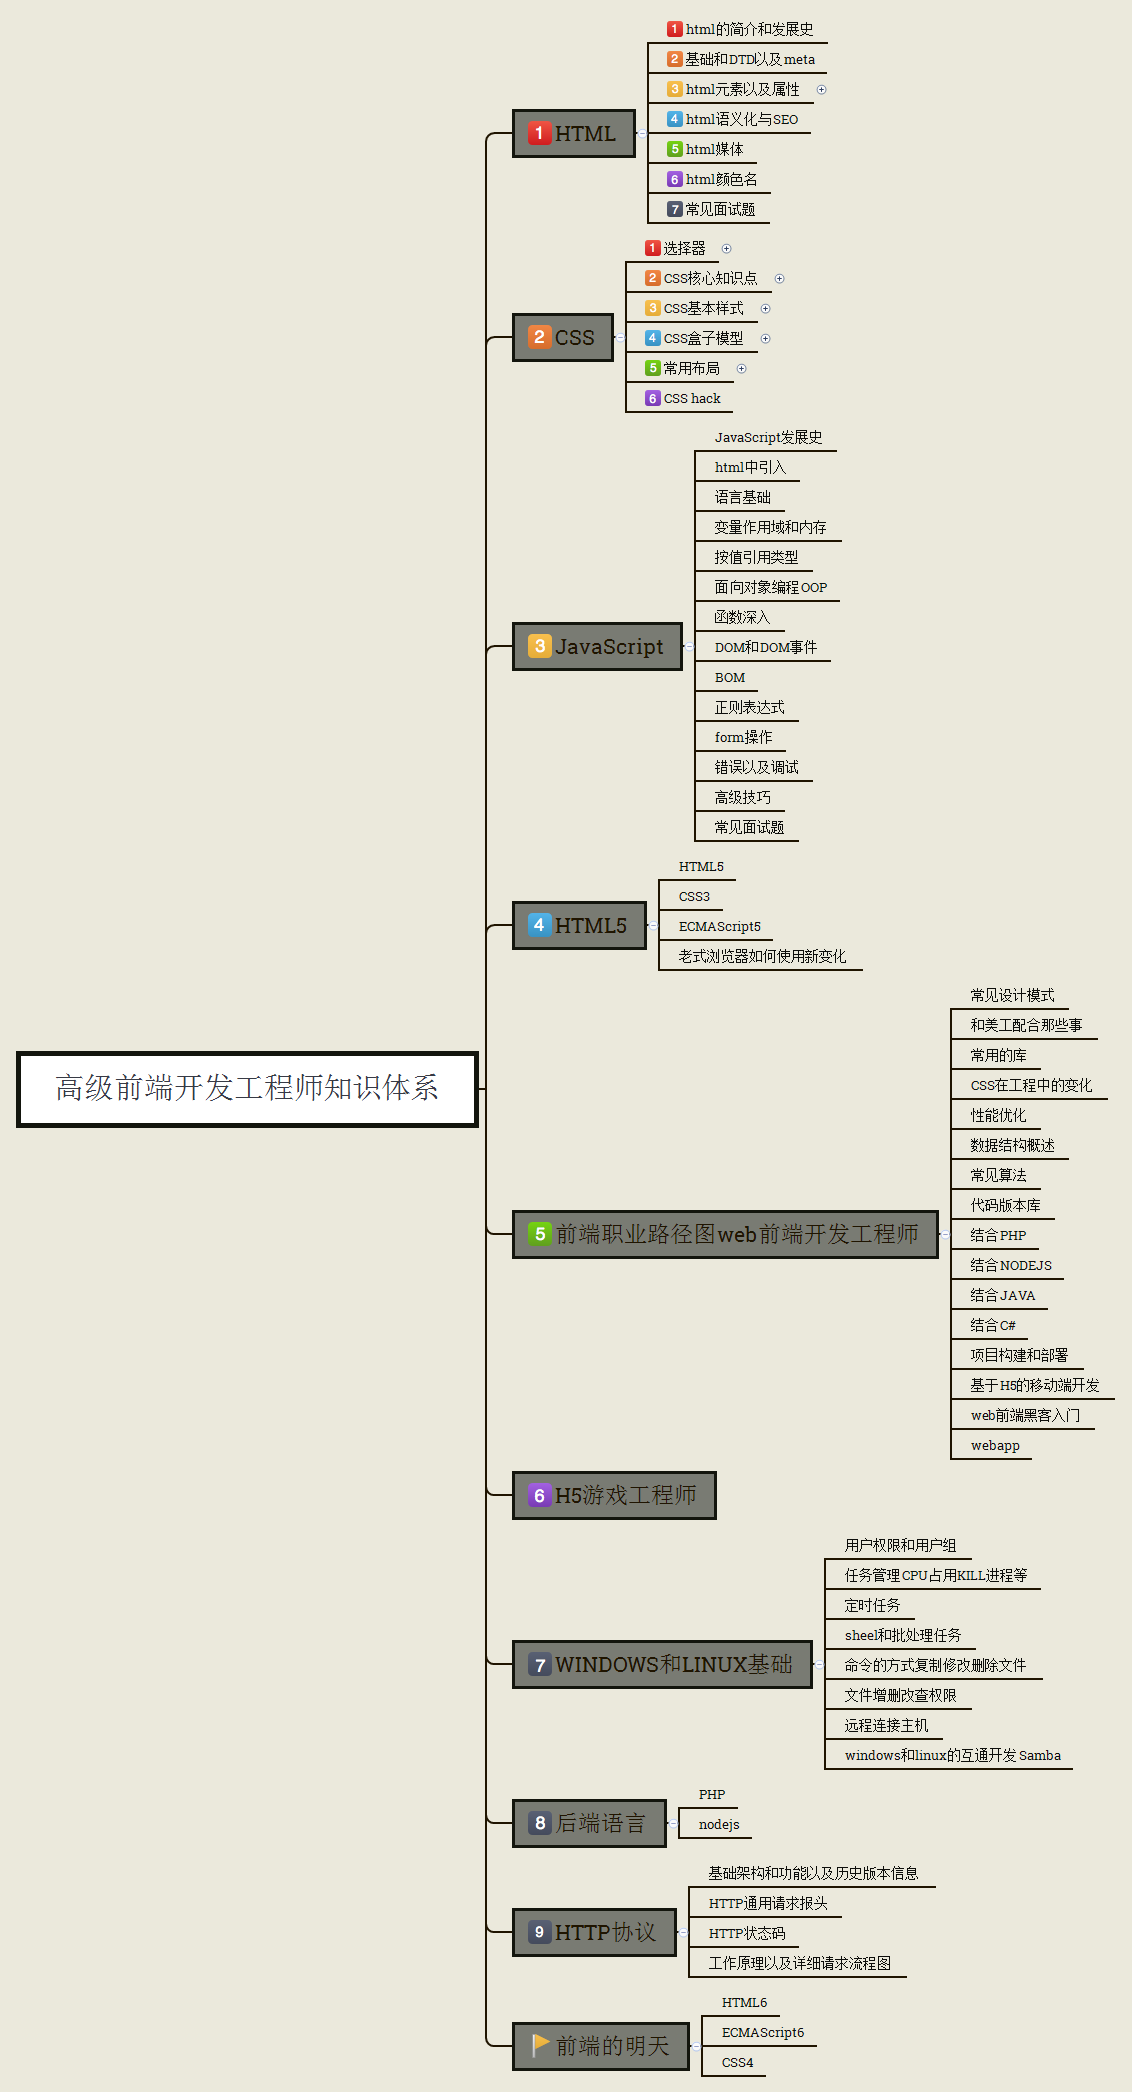 高级前端开发工程师知识体系
1 HTML
1 html的简介和发展史
2 基础和DTD以及meta
3 html元素以及属性
4 html语义化与SEO
5 html媒体
6 html颜色名
7 常见面试题
2 CSS
1 选择器
2 CSS核心知识点
3 CSS基本样式
4 CSS盒子模型
5 常用布局
6 CSS hack
3 JavaScript
JavaScript发展史
html中引入
语言基础
变量作用域和内存
按值引用类型
面向对象编程OOP
函数深入
DOM和DOM事件
BOM
正则表达式
form操作
错误以及调试
高级技巧
常见面试题
4 HTML5
HTML5
CSS3
ECMAScript5
老式浏览器如何使用新变化
5 前端职业路径图web前端开发工程师
常见设计模式
和美工配合那些事
常用的库
CSS在工程中的变化
性能优化
数据结构概述
常见算法
代码版本库
结合PHP
结合NODEJS
结合JAVA
结合C#
项目构建和部署
基于H5的移动端开发
web前端黑客入门
webapp
6 H5游戏工程师
7 WINDOWS和LINUX基础
用户权限和用户组
任务管理CPU占用KILL进程等
定时任务
sheel和批处理任务
命令的方式复制修改删除文件
文件增删改查权限
远程连接主机
windows和linux的互通开发Samba
8 后端语言
PHP
nodejs
9 HTTP协议
基础架构和功能以及历史版本信息
HTTP通用请求报头
HTTP状态码
工作原理以及详细请求流程图
前端的明天
HTML6
ECMAScript6
CSS4